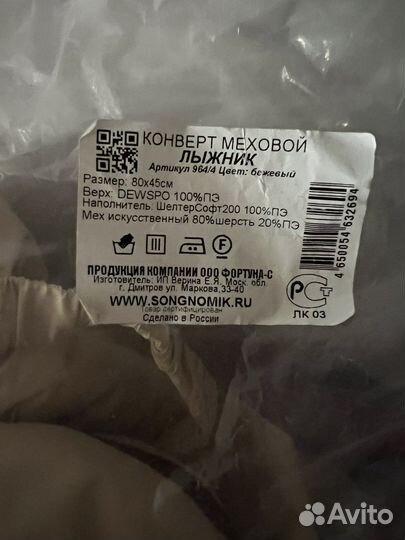 КОНВЕРТ МЕХОВОЙ
ЛЫЖНИК
Артикул 964/4 Цвет: бежевый
Размер: 80х45см
Верх: DEWSPO 100%ПЭ
Наполнитель: ШелтерСофт200 100%ПЭ
Мех искусственный 80%шерсть 20%ПЭ
F
ПРОДУКЦИЯ КОМПАНИИ ООО ФОРТУНА-С
Изготовитель: ИП Верина Е.Я. Моск. обл.
г. Дмитров ул. Маркова,33-40
WWW.SONGNOMIK.RU
Товар сертифицирован
Сделано в России
4 650054 632694
РСТ
ЛК 03
Avito